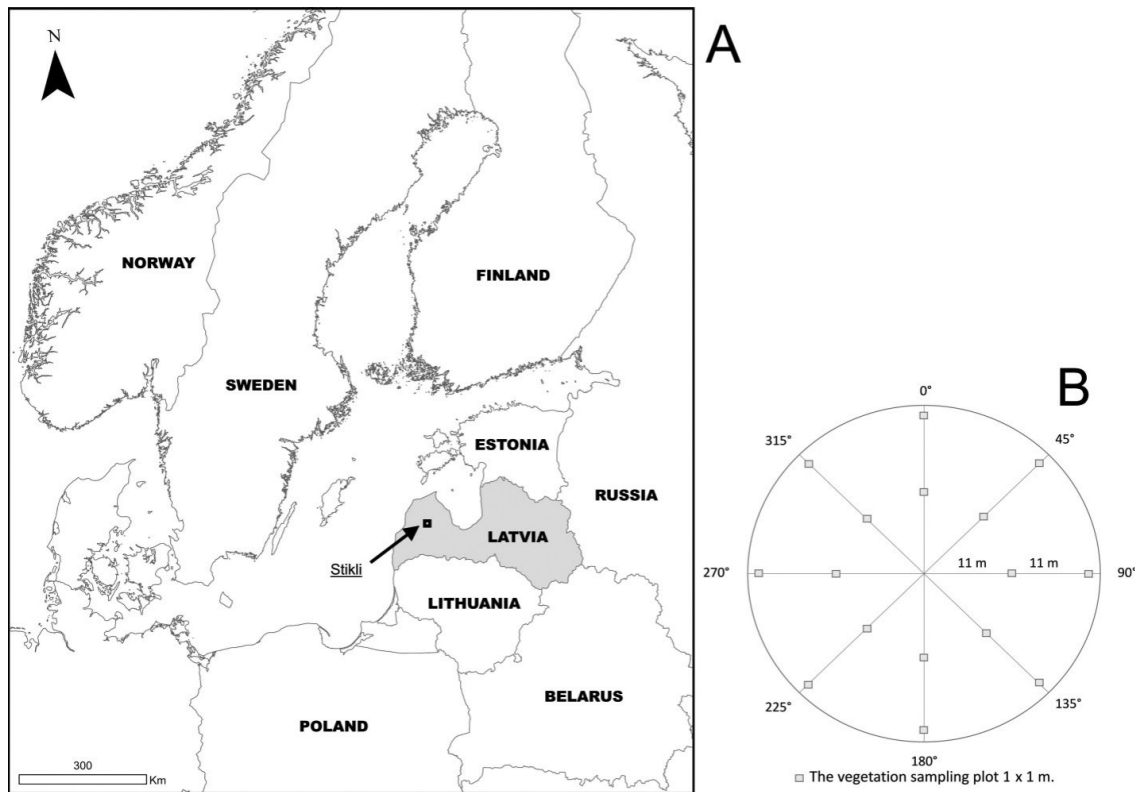 N
A
NORWAY
FINLAND
SWEDEN
ESTONIA
RUSSIA
LATVIA
Stikli
LITHUANIA
BELARUS
POLAND
300
Km
B
0°
315°
45°
270°
11 m
11 m
90°
225°
135°
180°
The vegetation sampling plot 1 x 1 m.